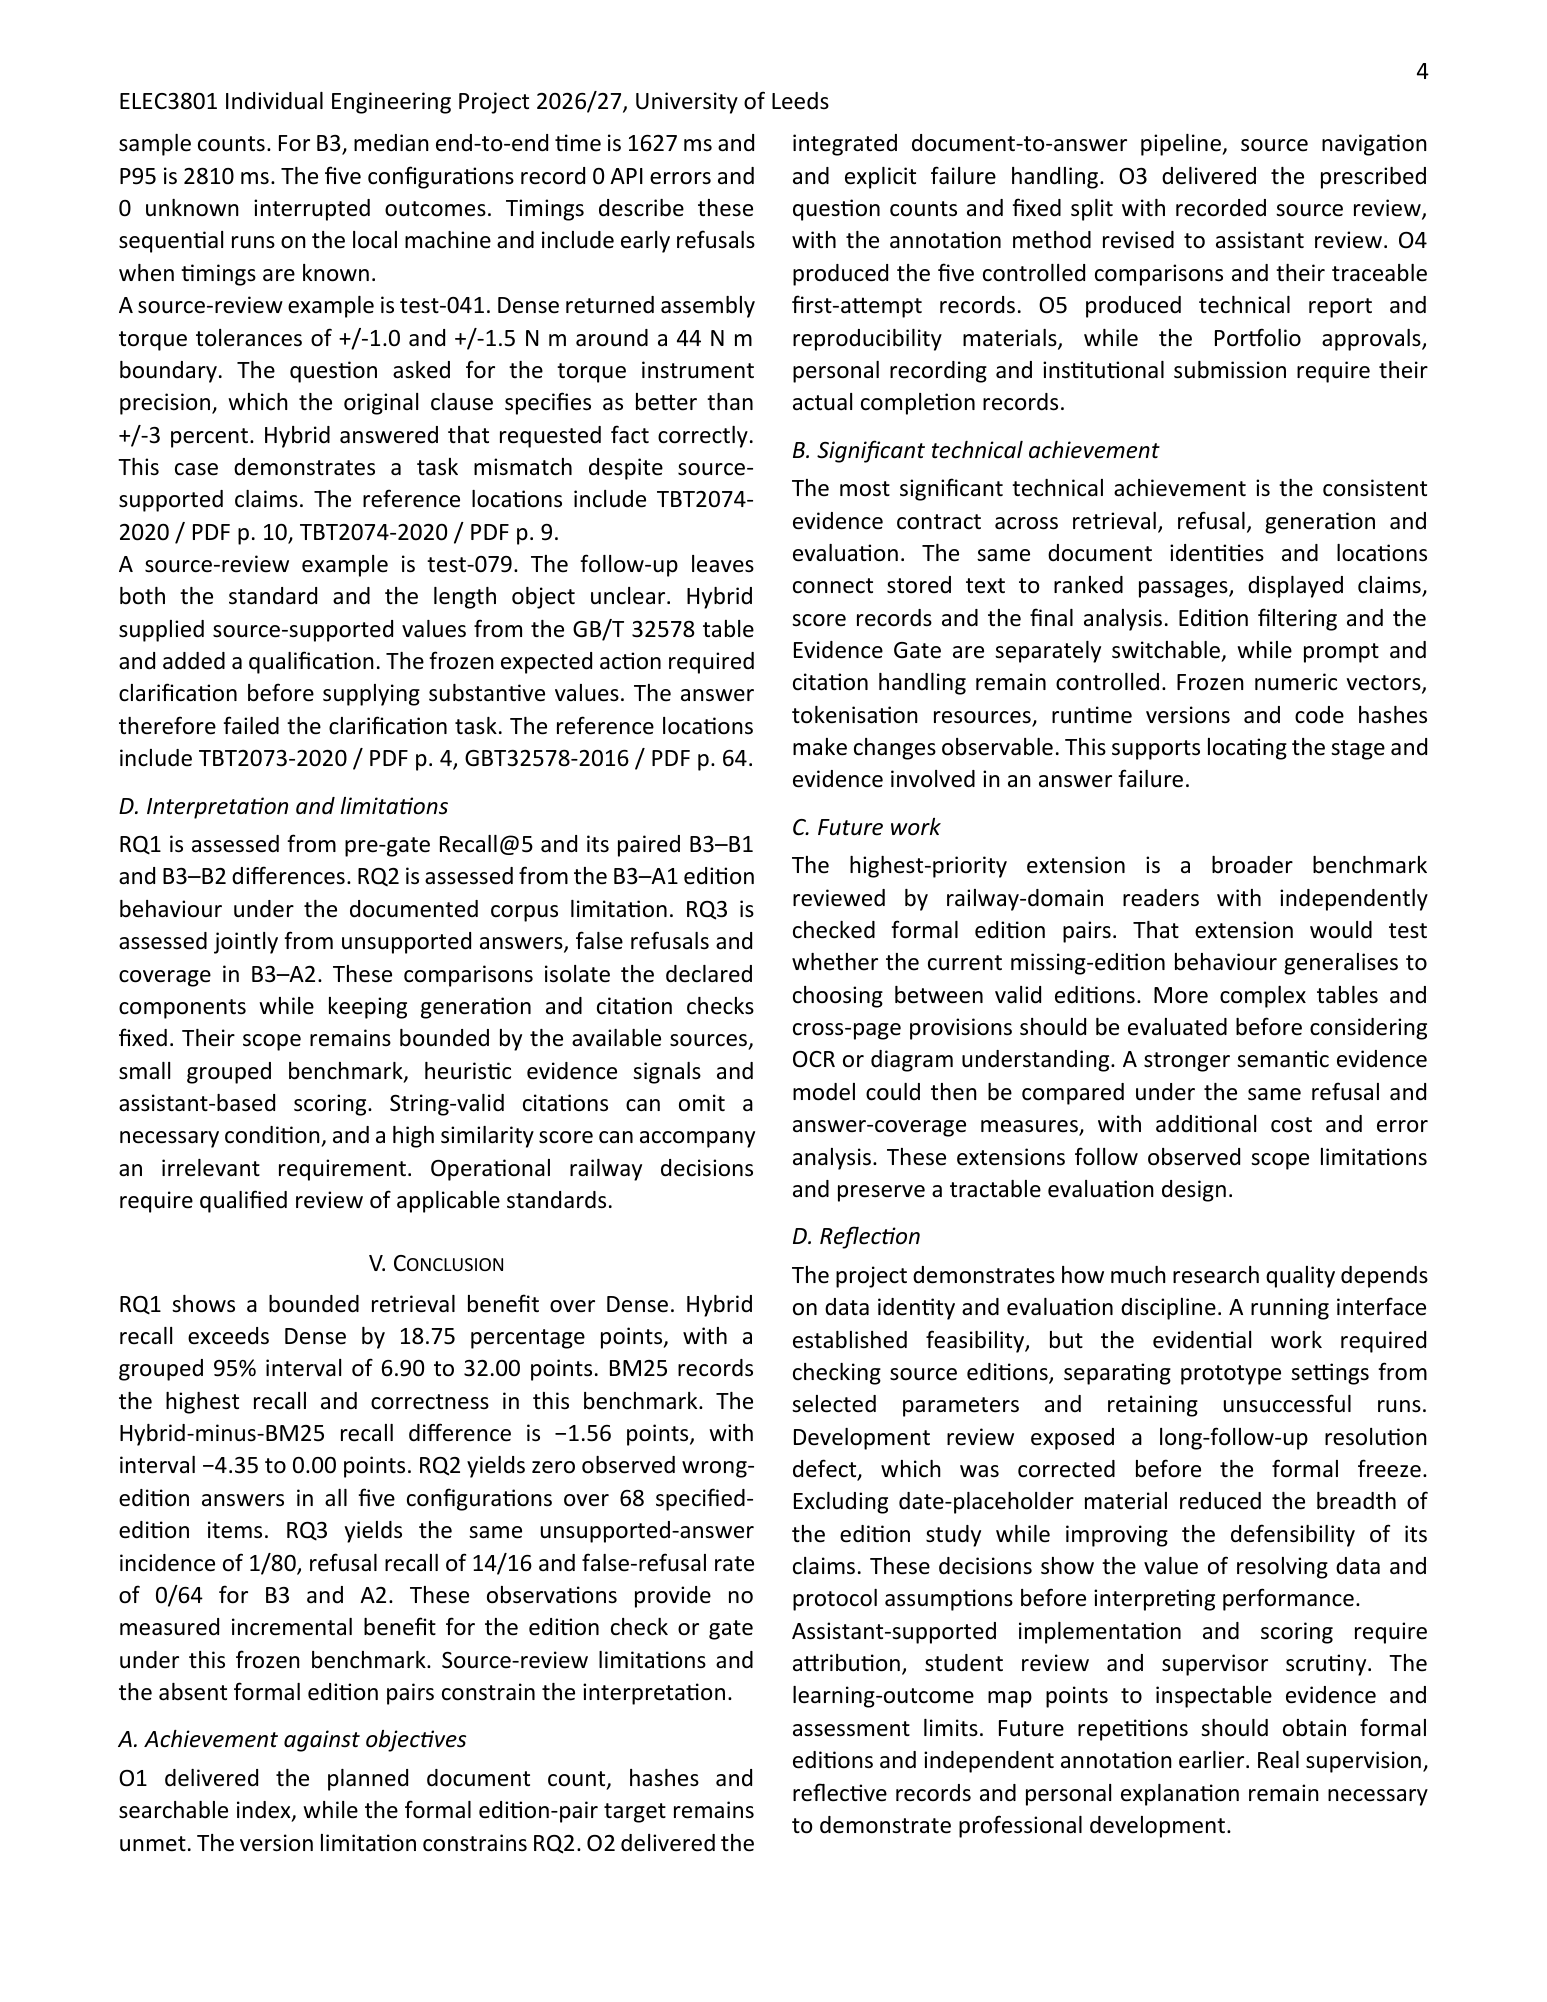 4
ELEC3801 Individual Engineering Project 2026/27, University of Leeds
sample counts. For B3, median end-to-end time is 1627 ms and
P95 is 2810 ms. The five configurations record 0 API errors and
0 unknown interrupted outcomes. Timings describe these
sequential runs on the local machine and include early refusals
when timings are known.
A source-review example is test-041. Dense returned assembly
torque tolerances of +/-1.0 and +/-1.5 N m around a 44 N m
boundary. The question asked for the torque instrument
precision, which the original clause specifies as better than
+/-3 percent. Hybrid answered that requested fact correctly.
This case demonstrates a task mismatch despite source-
supported claims. The reference locations include TBT2074-
2020 / PDF p. 10, TBT2074-2020 / PDF p. 9.
A source-review example is test-079. The follow-up leaves
both the standard and the length object unclear. Hybrid
supplied source-supported values from the GB/T 32578 table
and added a qualification. The frozen expected action required
clarification before supplying substantive values. The answer
therefore failed the clarification task. The reference locations
include TBT2073-2020 / PDF p. 4, GBT32578-2016 / PDF p. 64.
D. Interpretation and limitations
RQ1 is assessed from pre-gate Recall@5 and its paired B3–B1
and B3–B2 differences. RQ2 is assessed from the B3–A1 edition
behaviour under the documented corpus limitation. RQ3 is
assessed jointly from unsupported answers, false refusals and
coverage in B3–A2. These comparisons isolate the declared
components while keeping generation and citation checks
fixed. Their scope remains bounded by the available sources,
small grouped benchmark, heuristic evidence signals and
assistant-based scoring. String-valid citations can omit a
necessary condition, and a high similarity score can accompany
an irrelevant requirement. Operational railway decisions
require qualified review of applicable standards.
V. CONCLUSION
RQ1 shows a bounded retrieval benefit over Dense. Hybrid
recall exceeds Dense by 18.75 percentage points, with a
grouped 95% interval of 6.90 to 32.00 points. BM25 records
the highest recall and correctness in this benchmark. The
Hybrid-minus-BM25 recall difference is −1.56 points, with
interval −4.35 to 0.00 points. RQ2 yields zero observed wrong-
edition answers in all five configurations over 68 specified-
edition items. RQ3 yields the same unsupported-answer
incidence of 1/80, refusal recall of 14/16 and false-refusal rate
of 0/64 for B3 and A2. These observations provide no
measured incremental benefit for the edition check or gate
under this frozen benchmark. Source-review limitations and
the absent formal edition pairs constrain the interpretation.
A. Achievement against objectives
O1 delivered the planned document count, hashes and
searchable index, while the formal edition-pair target remains
unmet. The version limitation constrains RQ2. O2 delivered the
integrated document-to-answer pipeline, source navigation
and explicit failure handling. O3 delivered the prescribed
question counts and fixed split with recorded source review,
with the annotation method revised to assistant review. O4
produced the five controlled comparisons and their traceable
first-attempt records. O5 produced technical report and
reproducibility materials, while the Portfolio approvals,
personal recording and institutional submission require their
actual completion records.
B. Significant technical achievement
The most significant technical achievement is the consistent
evidence contract across retrieval, refusal, generation and
evaluation. The same document identities and locations
connect stored text to ranked passages, displayed claims,
score records and the final analysis. Edition filtering and the
Evidence Gate are separately switchable, while prompt and
citation handling remain controlled. Frozen numeric vectors,
tokenisation resources, runtime versions and code hashes
make changes observable. This supports locating the stage and
evidence involved in an answer failure.
C. Future work
The highest-priority extension is a broader benchmark
reviewed by railway-domain readers with independently
checked formal edition pairs. That extension would test
whether the current missing-edition behaviour generalises to
choosing between valid editions. More complex tables and
cross-page provisions should be evaluated before considering
OCR or diagram understanding. A stronger semantic evidence
model could then be compared under the same refusal and
answer-coverage measures, with additional cost and error
analysis. These extensions follow observed scope limitations
and preserve a tractable evaluation design.
D. Reflection
The project demonstrates how much research quality depends
on data identity and evaluation discipline. A running interface
established feasibility, but the evidential work required
checking source editions, separating prototype settings from
selected parameters and retaining unsuccessful runs.
Development review exposed a long-follow-up resolution
defect, which was corrected before the formal freeze.
Excluding date-placeholder material reduced the breadth of
the edition study while improving the defensibility of its
claims. These decisions show the value of resolving data and
protocol assumptions before interpreting performance.
Assistant-supported implementation and scoring require
attribution, student review and supervisor scrutiny. The
learning-outcome map points to inspectable evidence and
assessment limits. Future repetitions should obtain formal
editions and independent annotation earlier. Real supervision,
reflective records and personal explanation remain necessary
to demonstrate professional development.